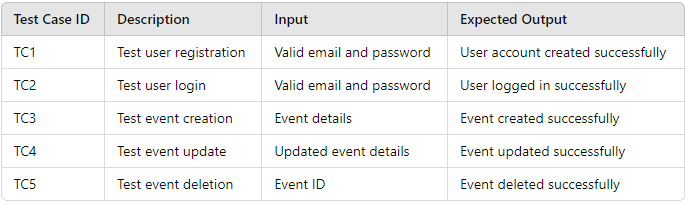 Test Case ID Description Input Expected Output
TC1 Test user registration Valid email and password User account created successfully
TC2 Test user login Valid email and password User logged in successfully
TC3 Test event creation Event details Event created successfully
TC4 Test event update Updated event details Event updated successfully
TC5 Test event deletion Event ID Event deleted successfully